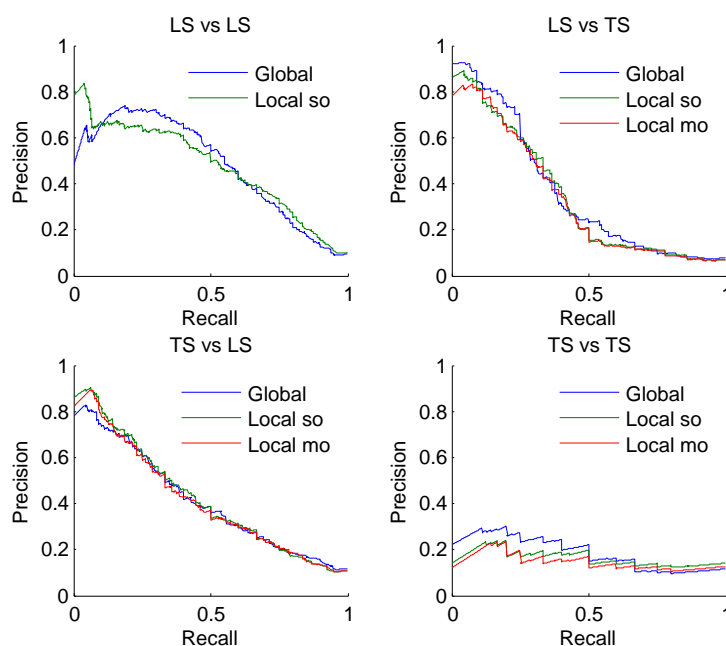 LS vs LS
1
0.8
0.6
0.4
0.2
0
Precision
Global
Local so
0
0.5
1
Recall
LS vs TS
1
0.8
0.6
0.4
0.2
0
Precision
Global
Local so
Local mo
0
0.5
1
Recall
TS vs LS
1
0.8
0.6
0.4
0.2
0
Precision
Global
Local so
Local mo
0
0.5
1
Recall
TS vs TS
1
0.8
0.6
0.4
0.2
0
Precision
Global
Local so
Local mo
0
0.5
1
Recall